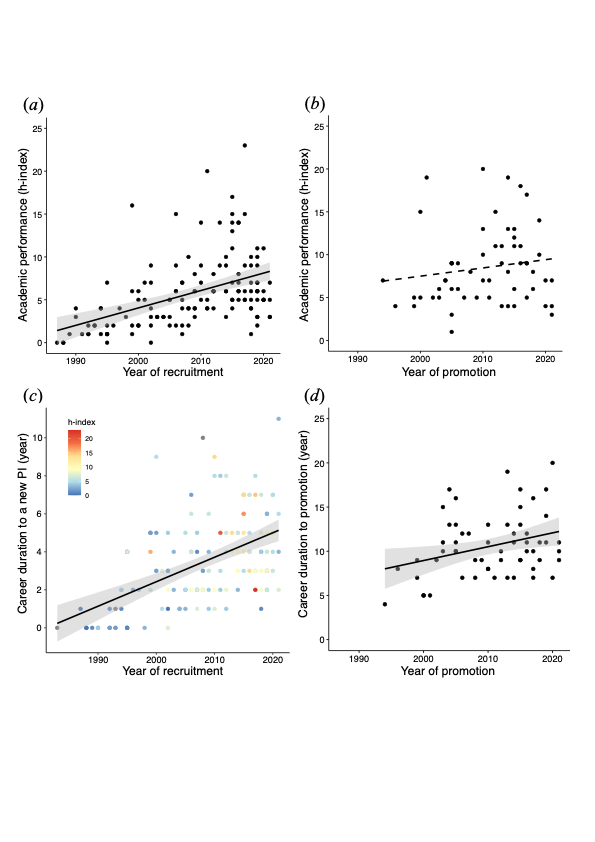 (a)
Academic performance (h-index)
25
20
15
10
5
0
1990 2000 2010 2020
Year of recruitment
(b)
Academic performance (h-index)
25
20
15
10
5
0
1990 2000 2010 2020
Year of promotion
(c)
Career duration to a new PI (year)
h-index
20
15
10
5
0
10
8
6
4
2
0
1990 2000 2010 2020
Year of recruitment
(d)
Career duration to promotion (year)
25
20
15
10
5
0
1990 2000 2010 2020
Year of promotion